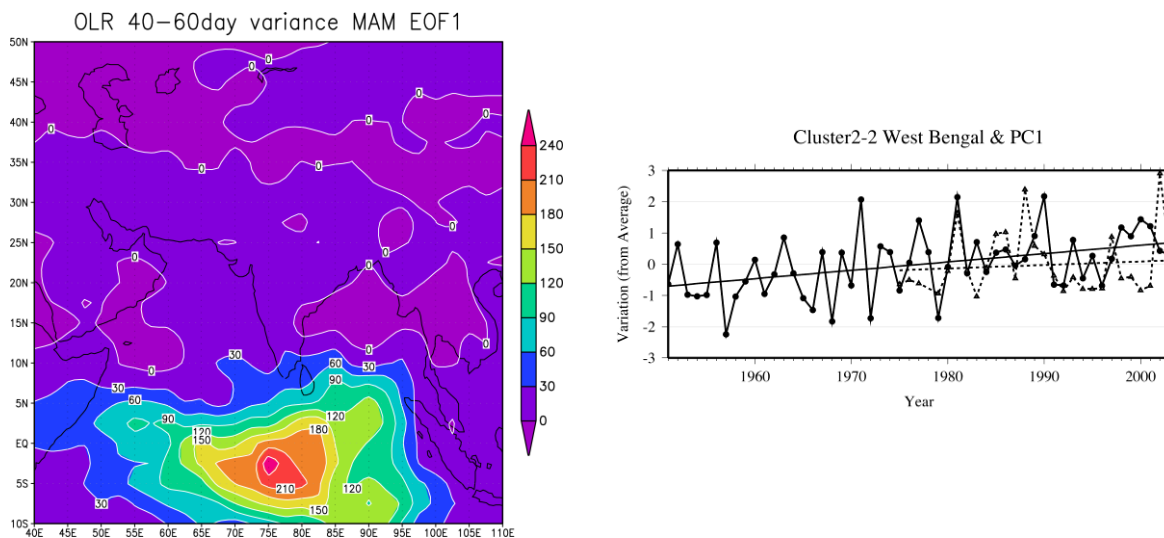 OLR 40-60day variance MAM EOF1
50N
45N
40N
35N
30N
25N
20N
15N
10N
5N
EQ
5S
10S
40E 45E 50E 55E 60E 65E 70E 75E 80E 85E 90E 95E 100E 105E 110E
0 0 0
0 0
0 0 0
0
0 0
0 0
30 60 30
30 60 90
90 120 120
150 180
210 120
30 150
240
210
180
150
120
90
60
30
0
Cluster2-2 West Bengal & PC1
Variation (from Average)
3
2
1
0
-1
-2
-3
1960 1970 1980 1990 2000
Year